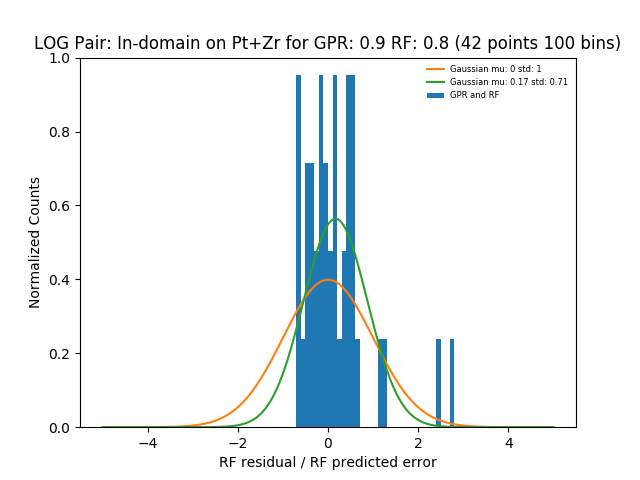 LOG Pair: In-domain on Pt+Zr for GPR: 0.9 RF: 0.8 (42 points 100 bins)
1.0
0.8
0.6
0.4
0.2
0.0
Normalized Counts
Gaussian mu: 0 std: 1
Gaussian mu: 0.17 std: 0.71
GPR and RF
−4 −2 0 2 4
RF residual / RF predicted error